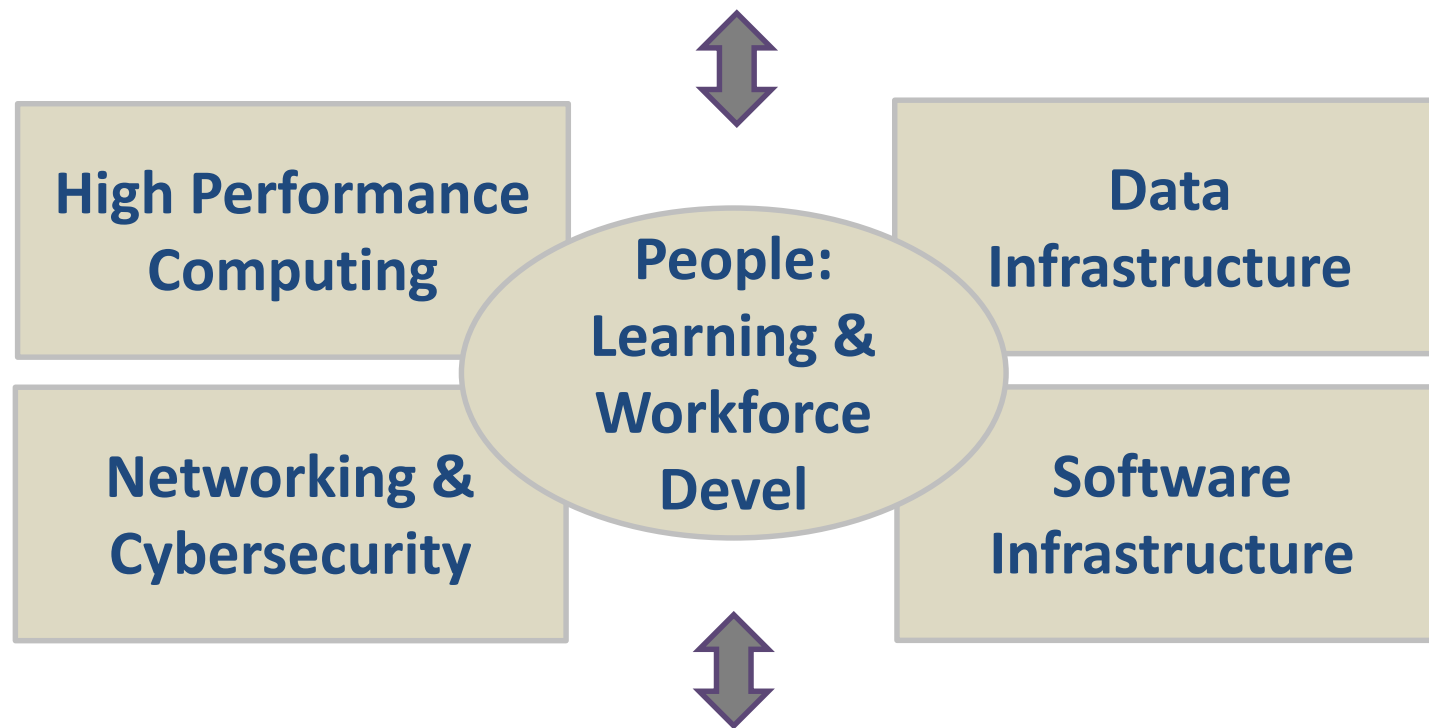 High Performance
Computing
People:
Learning &
Workforce
Devel
Data
Infrastructure
Networking &
Cybersecurity
Software
Infrastructure